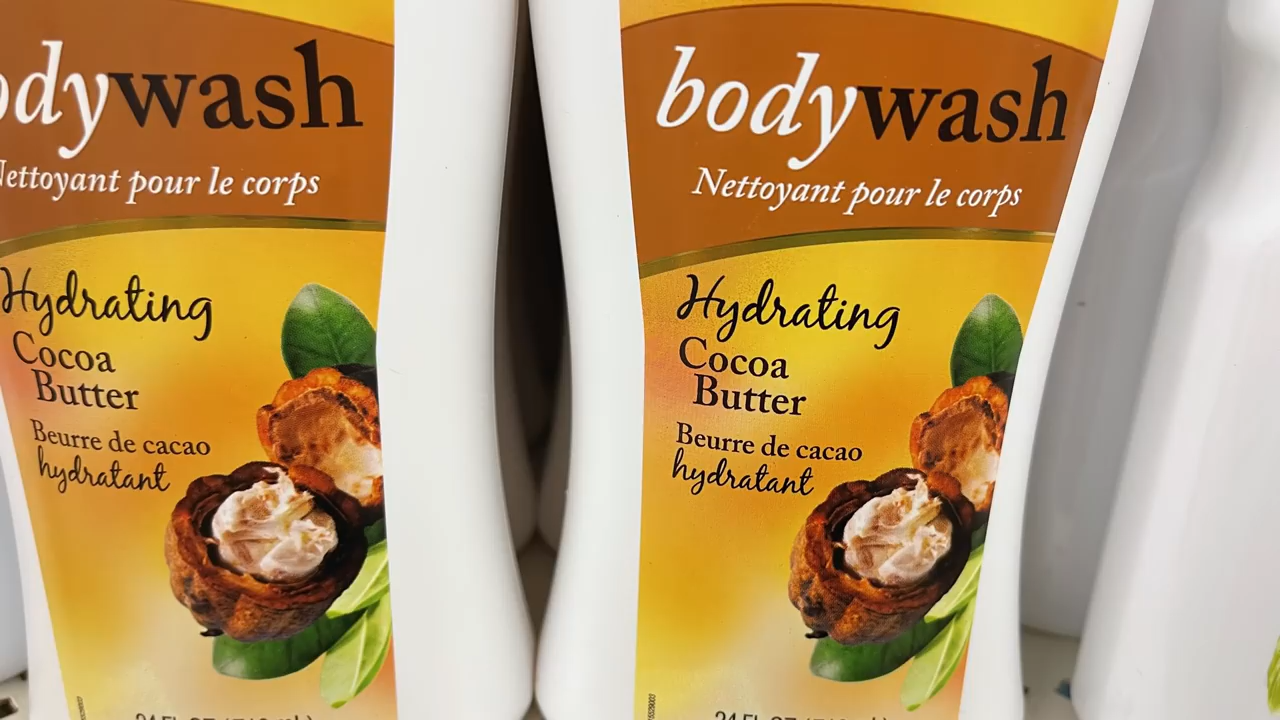 odywash
Nettoyant pour le corps
Hydrating
Cocoa
Butter
Beurre de cacao
hydratant
bodywash
Nettoyant pour le corps
Hydrating
Cocoa
Butter
Beurre de cacao
hydratant